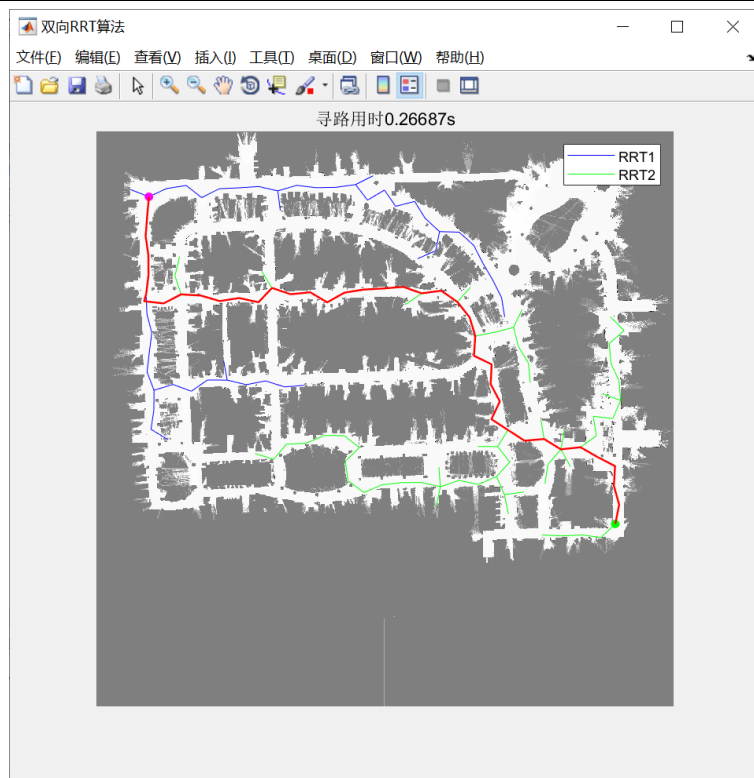 双向RRT算法
文件(F) 编辑(E) 查看(V) 插入(I) 工具(T) 桌面(D) 窗口(W) 帮助(H)
寻路用时0.26687s
RRT1
RRT2